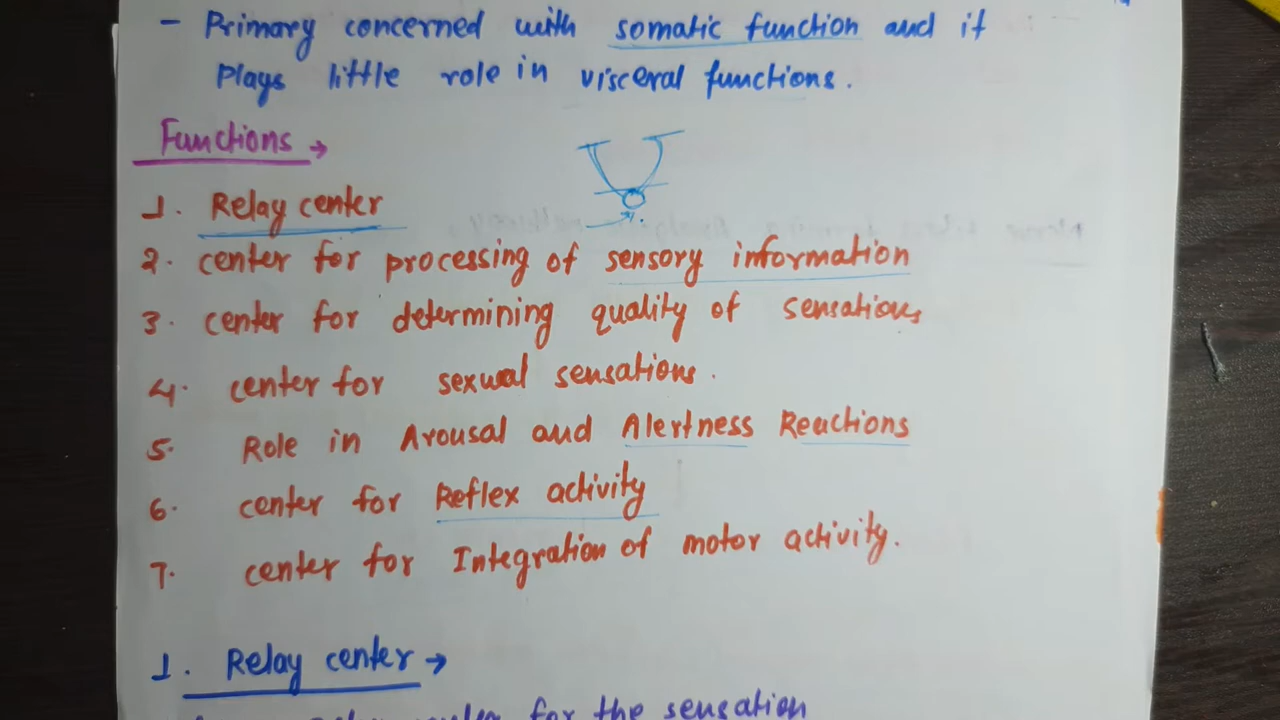 - Primary concerned with somatic function and it
Plays little role in visceral functions.
Functions →
1. Relay center
2. center for processing of sensory information
3. center for determining quality of sensations
4. center for sexual sensations.
5. Role in Arousal and Alertness Reactions
6. center for Reflex activity
7. center for Integration of motor activity.
1. Relay center →
for the sensation